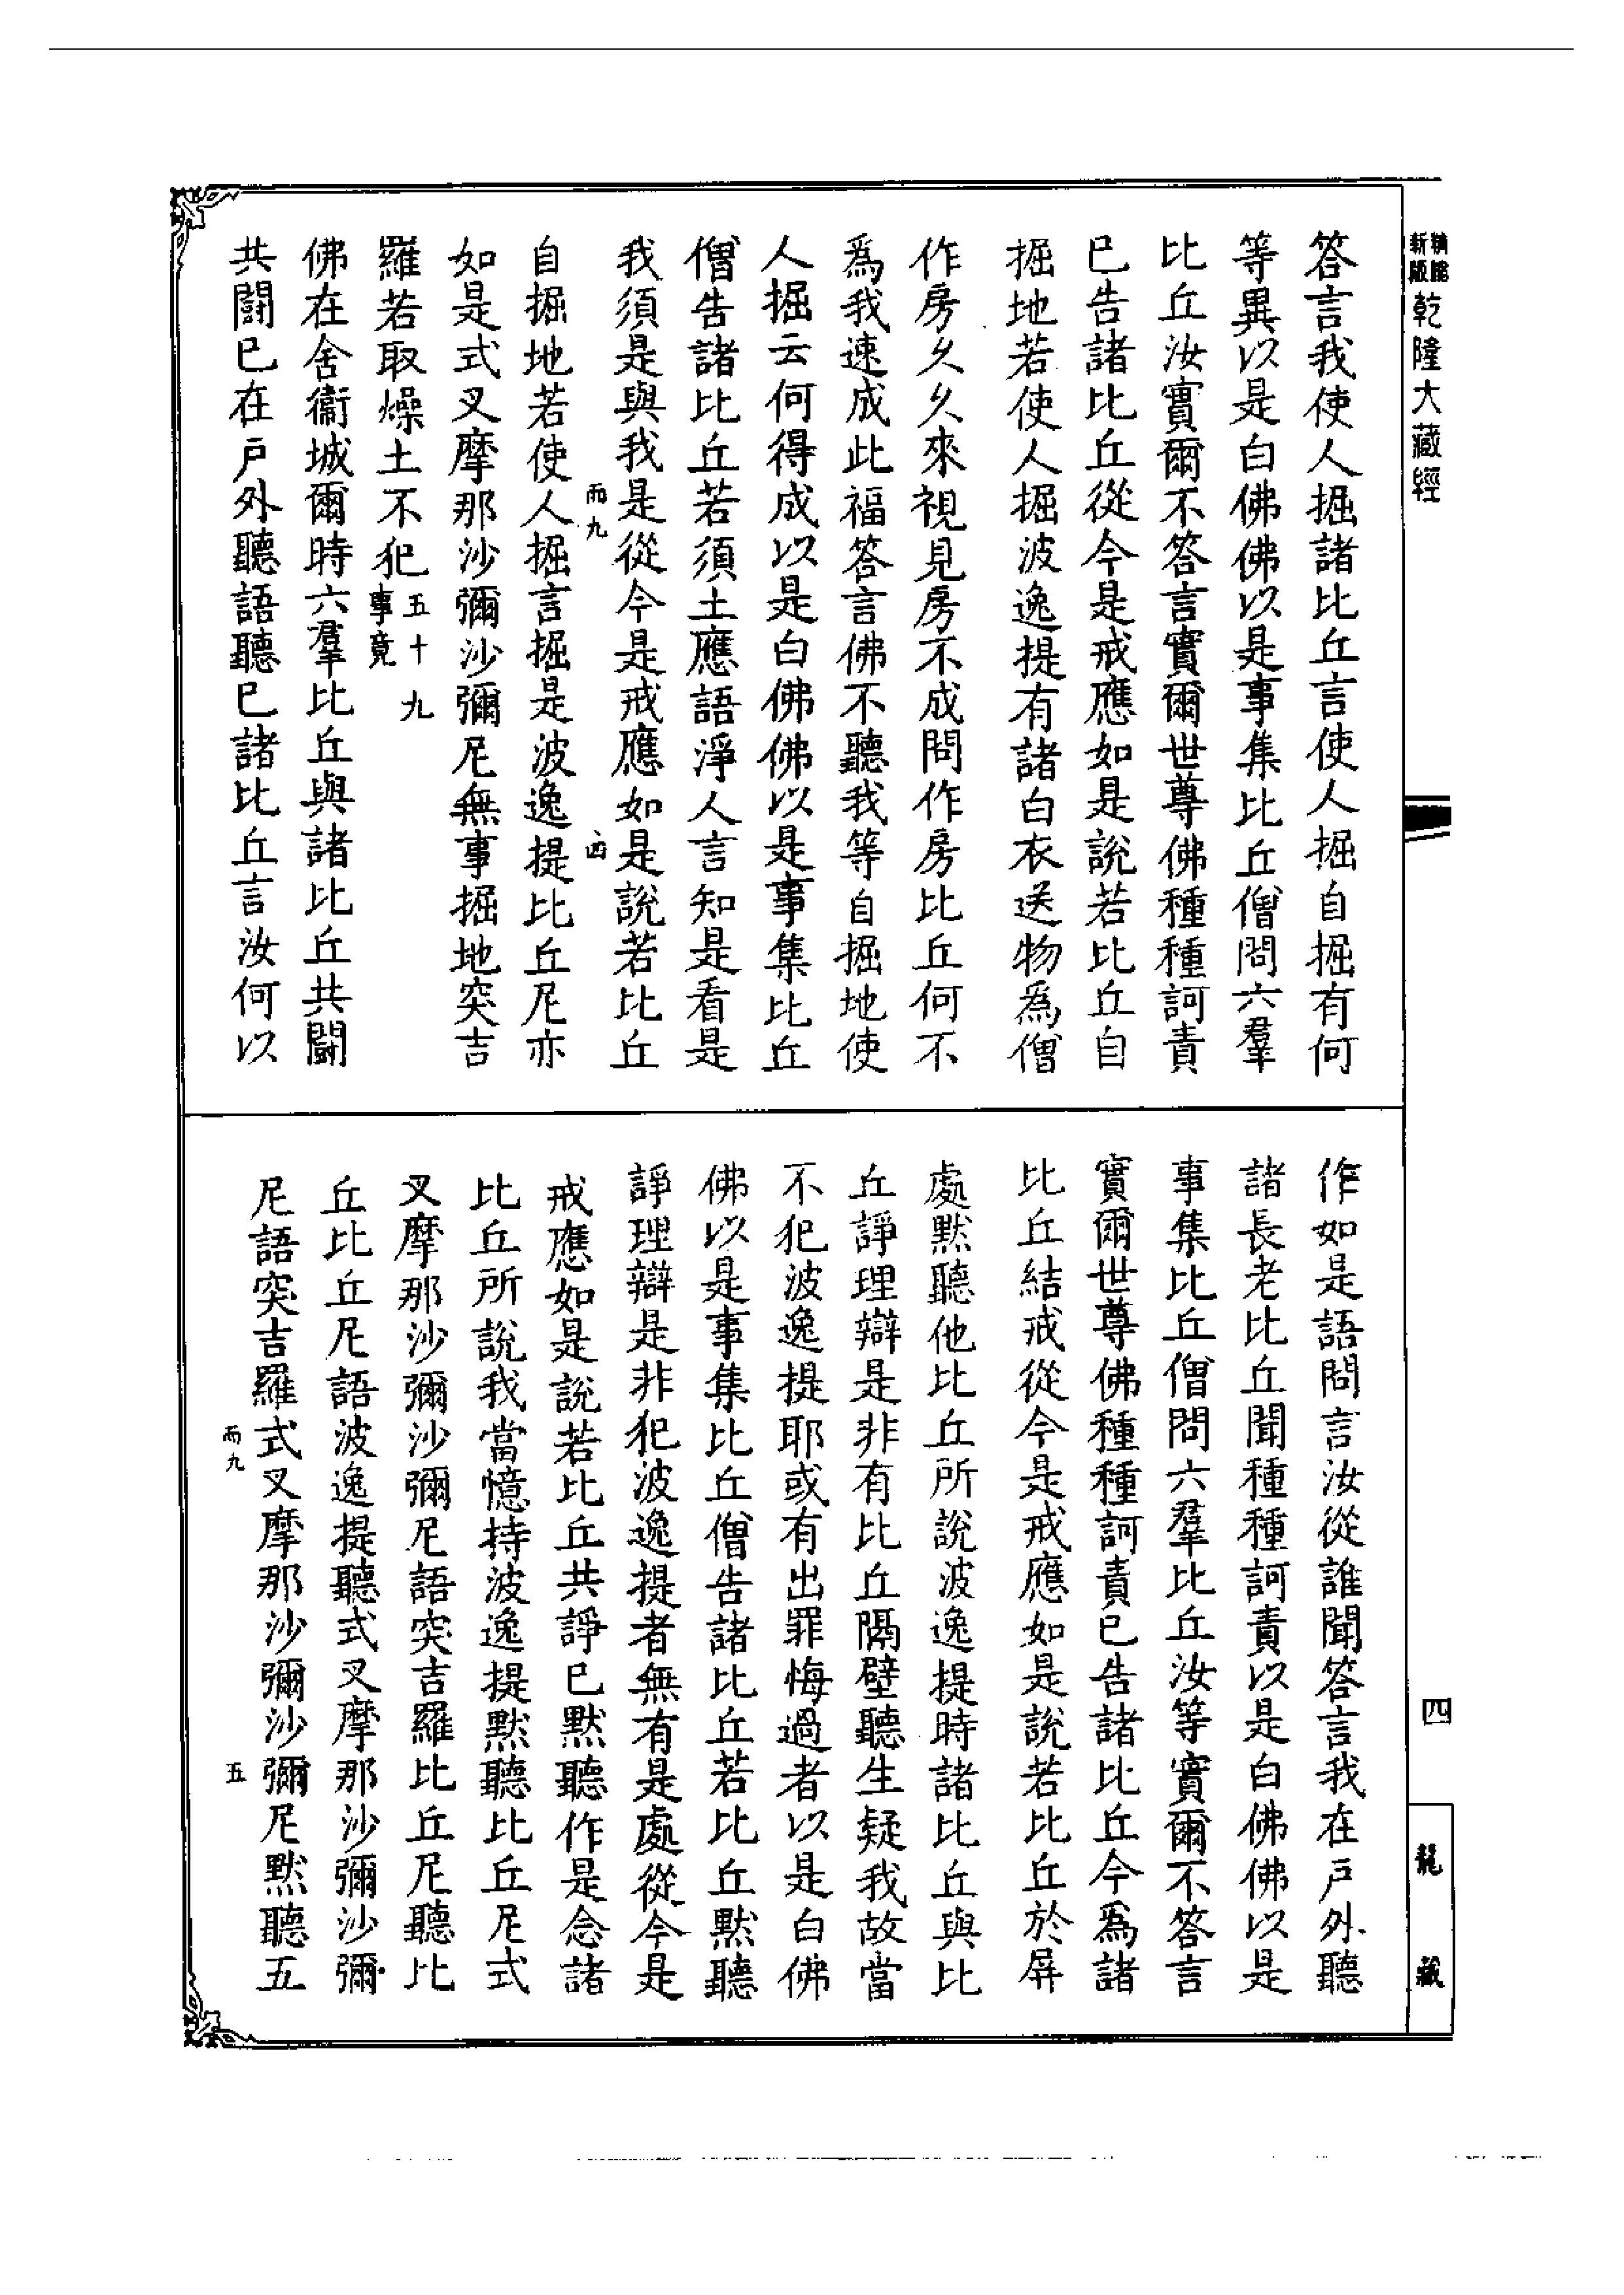 精縮
新版
乾隆大藏經
四
龍
藏
答言我使人掘諸比丘言使人掘自掘有何
等異以是白佛佛以是事集比丘僧問六羣
比丘汝實爾不答言實爾世尊佛種種訶責
已告諸比丘從今是戒應如是說若比丘自
掘地若使人掘波逸提有諸白衣送物為僧
作房久久來視見房不成問作房比丘何不
為我速成此福答言佛不聽我等自掘地使
人掘云何得成以是白佛佛以是事集比丘
僧告諸比丘若須土應語淨人言知是看是
我須是與我是從今是戒應如是說若比丘
而九
四
自掘地若使人掘言掘是波逸提比丘尼亦
如是式叉摩那沙彌沙彌尼無事掘地突吉
羅若取燥土不犯五十九事竟
佛在舍衞城爾時六羣比丘與諸比丘共鬪
共鬪已在戶外聽語聽已諸比丘言汝何以
作如是語問言汝從誰聞答言我在戶外聽
諸長老比丘聞種種訶責以是白佛佛以是
事集比丘僧問六羣比丘汝等實爾不答言
實爾世尊佛種種訶責已告諸比丘今為諸
比丘結戒從今是戒應如是說若比丘於屏
處默聽他比丘所說波逸提時諸比丘與比
丘諍理辯是非有比丘隔壁聽生疑我故當
不犯波逸提耶或有出罪悔過者以是白佛
佛以是事集比丘僧告諸比丘若比丘默聽
諍理辯是非犯波逸提者無有是處從今是
戒應如是說若比丘共諍已默聽作是念諸
比丘所說我當憶持波逸提默聽比丘尼式
叉摩那沙彌沙彌尼語突吉羅比丘尼聽比
丘比丘尼語波逸提聽式叉摩那沙彌沙彌
尼語突吉羅式叉摩那沙彌沙彌尼默聽五
而九
五